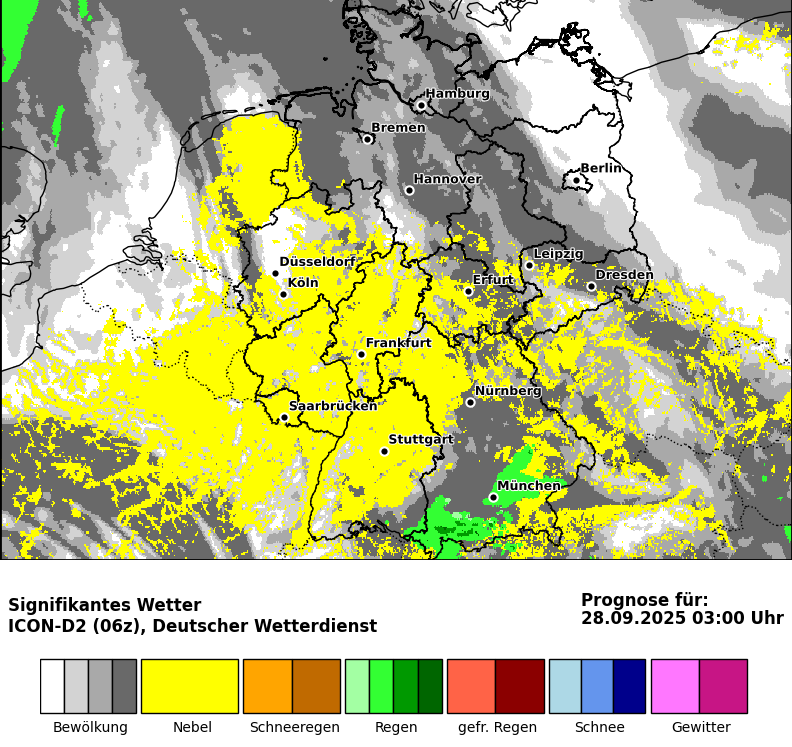 Hamburg
Bremen
Berlin
Hannover
Leipzig
Düsseldorf
Dresden
Köln
Erfurt
Frankfurt
Nürnberg
Saarbrücken
Stuttgart
München
Signifikantes Wetter
ICON-D2 (06z), Deutscher Wetterdienst
Prognose für:
28.09.2025 03:00 Uhr
Bewölkung Nebel Schneeregen Regen gefr. Regen Schnee Gewitter